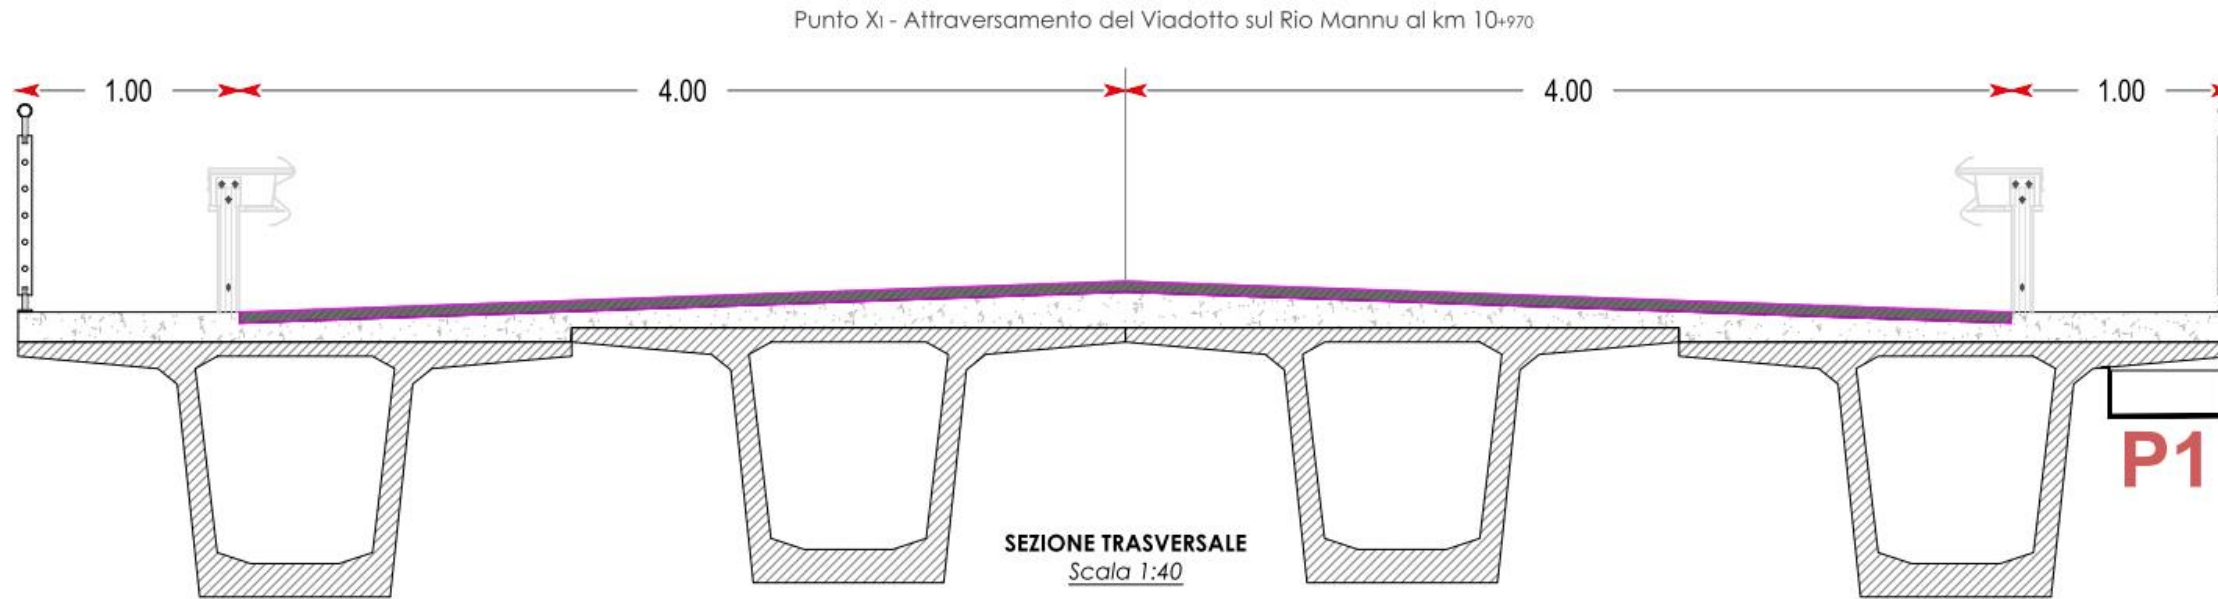 Punto XI - Attraversamento del Viadotto sul Rio Mannu al km 10+970
1.00 4.00 4.00 1.00
P1
SEZIONE TRASVERSALE
Scala 1:40